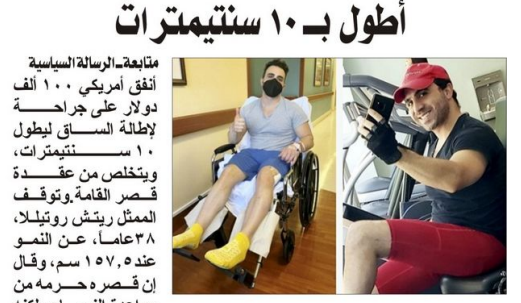 أطول بـ ١٠ سنتيمترات
متابعة-الرسالة السياسية
أنفق أمريكي ١٠٠ ألف
دولار على جراحة
لإطالة الساق ليطول
١٠ سنتيمترات،
ويتخلص من عقدة
قصر القامة.وتوقف
الممثل ريتش روتيللا،
٣٨عاماً، عن النمو
عند ١٥٧,٥ سم، وقال
إن قصره حرمه من